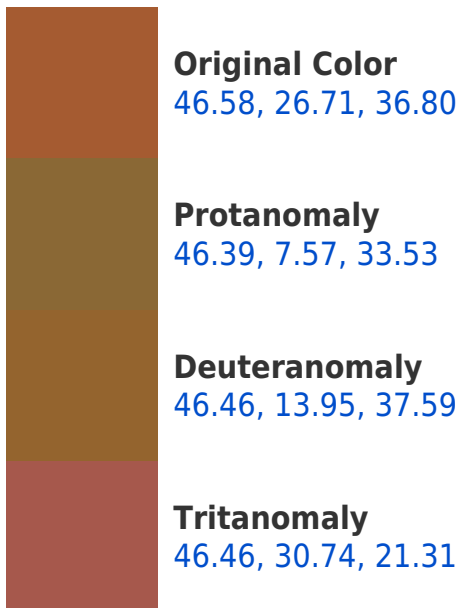 Original Color
46.58, 26.71, 36.80
Protanomaly
46.39, 7.57, 33.53
Deuteranomaly
46.46, 13.95, 37.59
Tritanomaly
46.46, 30.74, 21.31